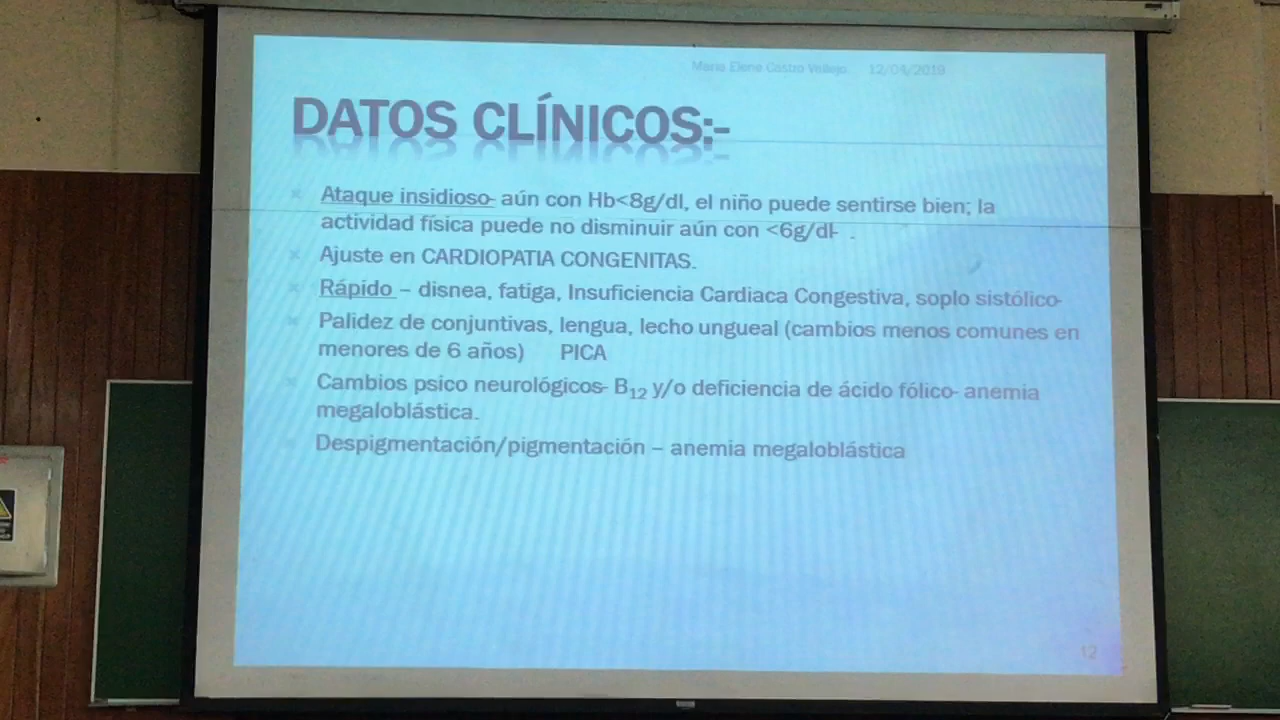 Maria Elena Castro Vallejo 12/04/2019
DATOS CLÍNICOS:-
Ataque insidioso- aún con Hb<8g/dl, el niño puede sentirse bien; la
actividad física puede no disminuir aún con <6g/dl- .
Ajuste en CARDIOPATIA CONGENITAS.
Rápido – disnea, fatiga, Insuficiencia Cardiaca Congestiva, soplo sistólico-
Palidez de conjuntivas, lengua, lecho ungueal (cambios menos comunes en
menores de 6 años) PICA
Cambios psico neurológicos- B12 y/o deficiencia de ácido fólico- anemia
megaloblástica.
Despigmentación/pigmentación – anemia megaloblástica
12